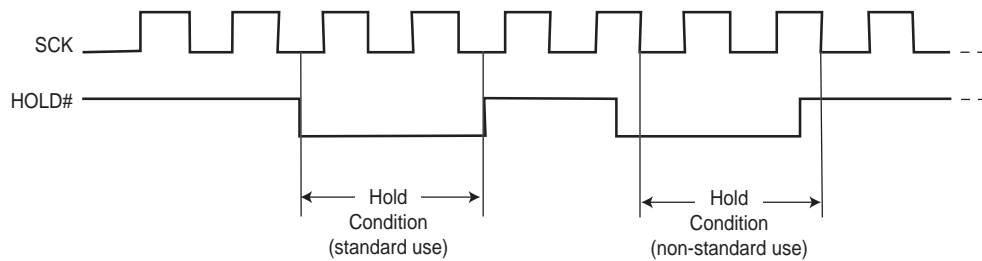 SCK
HOLD#
Hold
Condition
(standard use)
Hold
Condition
(non-standard use)